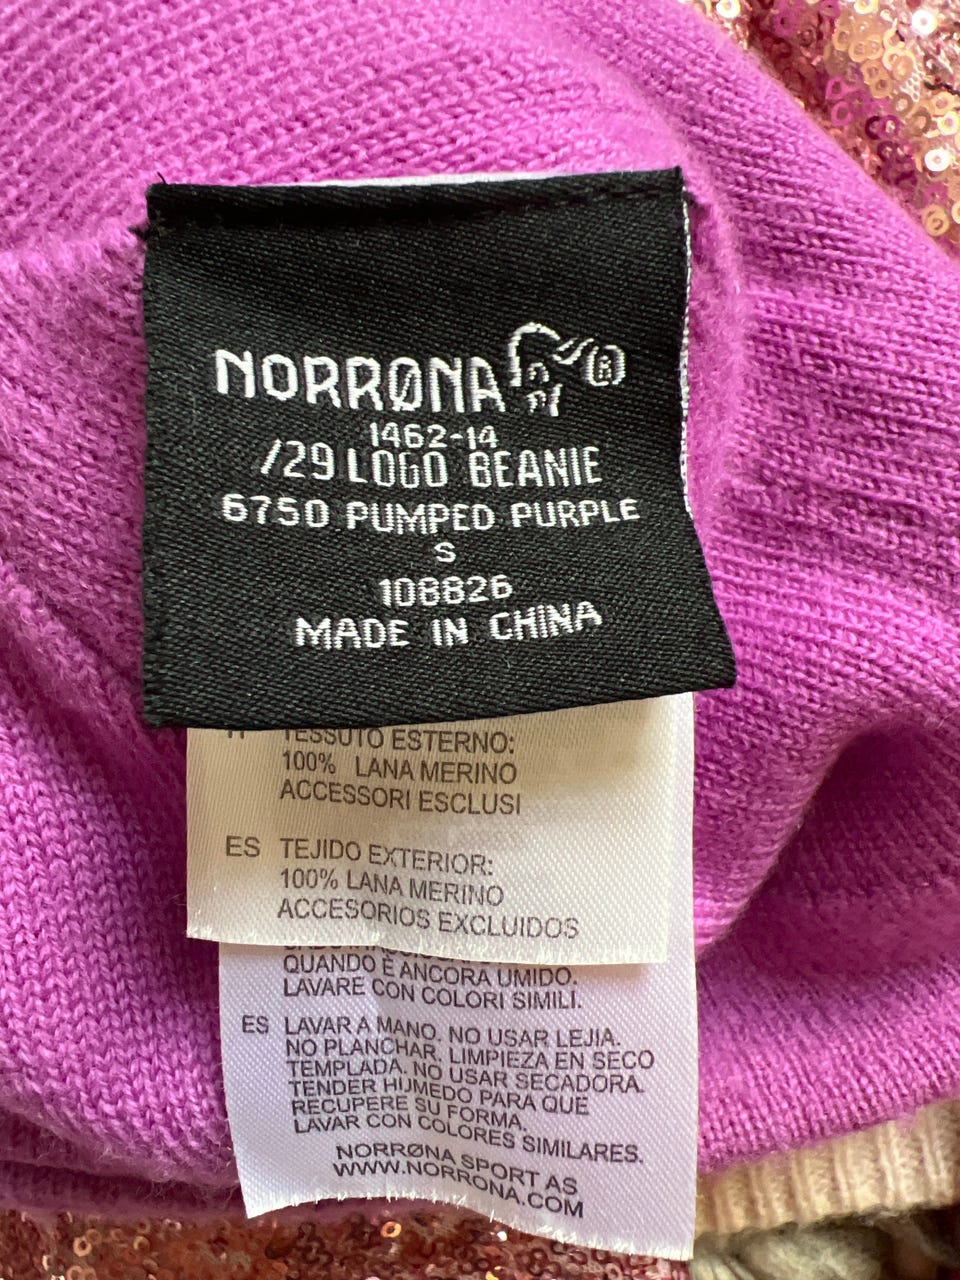 NORRØNA ®
1462-14
/29 LOGO BEANIE
6750 PUMPED PURPLE
S
108826
MADE IN CHINA
IT TESSUTO ESTERNO:
100% LANA MERINO
ACCESSORI ESCLUSI
ES TEJIDO EXTERIOR:
100% LANA MERINO
ACCESORIOS EXCLUIDOS
QUANDO È ANCORA UMIDO.
LAVARE CON COLORI SIMILI.
ES LAVAR A MANO. NO USAR LEJIA.
NO PLANCHAR. LIMPIEZA EN SECO
TEMPLADA. NO USAR SECADORA.
TENDER HUMEDO PARA QUE
RECUPERE SU FORMA.
LAVAR CON COLORES SIMILARES.
NORRØNA SPORT AS
WWW.NORRONA.COM